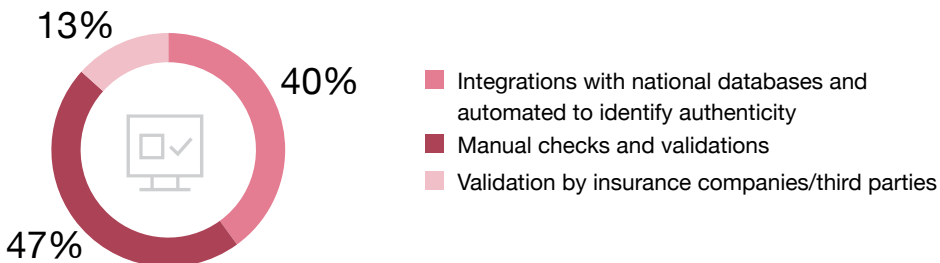 13%
40%
47%
Integrations with national databases and
automated to identify authenticity
Manual checks and validations
Validation by insurance companies/third parties